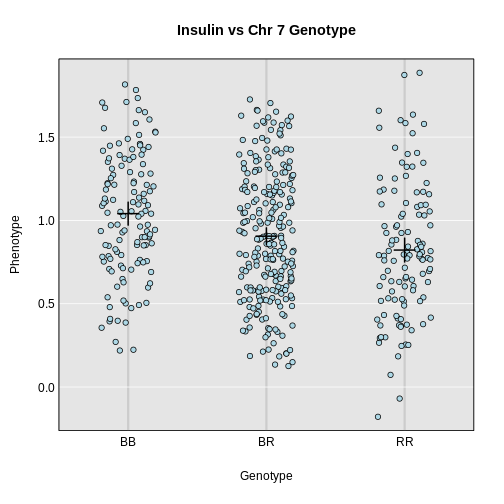 Insulin vs Chr 7 Genotype
Phenotype
1.5
1.0
0.5
0.0
BB BR RR
Genotype